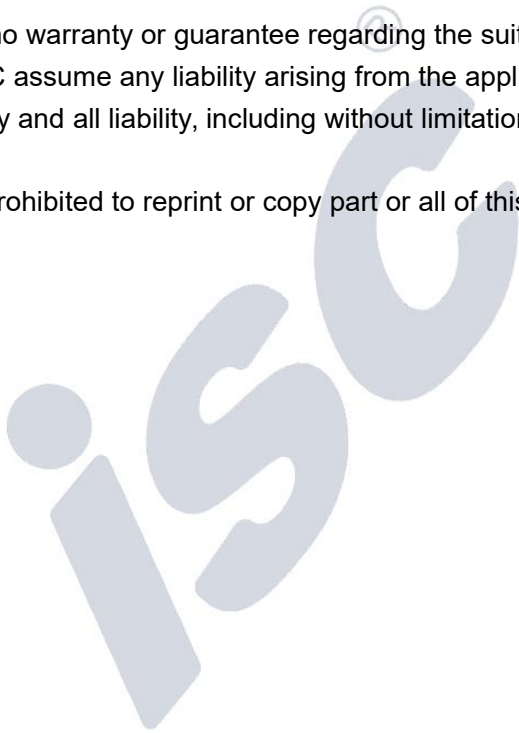 no warranty or guarantee regarding the suit
C assume any liability arising from the appl
y and all liability, including without limitation
rohibited to reprint or copy part or all of this
isc
®